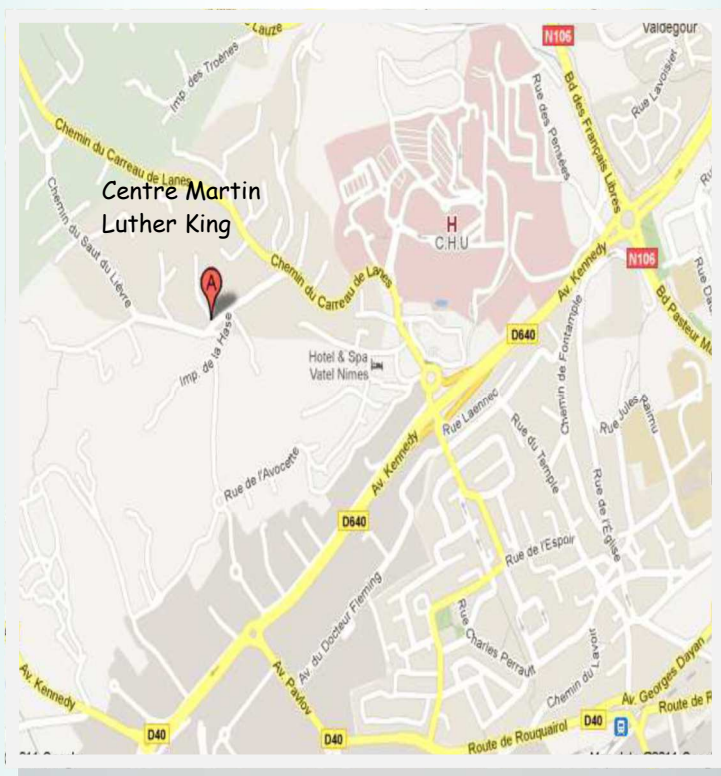 Lauze
N106
Valdegour
Imp. des Troènes
Bd des Français Libres
Rue Lavoisier
Rue des Pensées
Chemin du Carreau de Lanes
Centre Martin
Luther King
Chemin du Saut du Lièvre
H
C.H.U
Av. Kennedy
N106
Chemin du Carreau de Lanes
A
Bd Pasteur
D640
Imp. de la Hase
Hotel & Spa
Vatel Nimes
Chemin de Fontample
Rue Laennec
Rue Jules Raimu
Av. Kennedy
Rue du Temple
Rue de l'Avocette
D640
Rue de l'Église
Rue de l'Espoir
Av. du Docteur Fleming
Rue Charles Perrault
Av. Kennedy
Av. Pavlov
Chemin du Lavoir
Av. Georges Dayan
D40
D40
Route de Rouquairol
D40
Route de